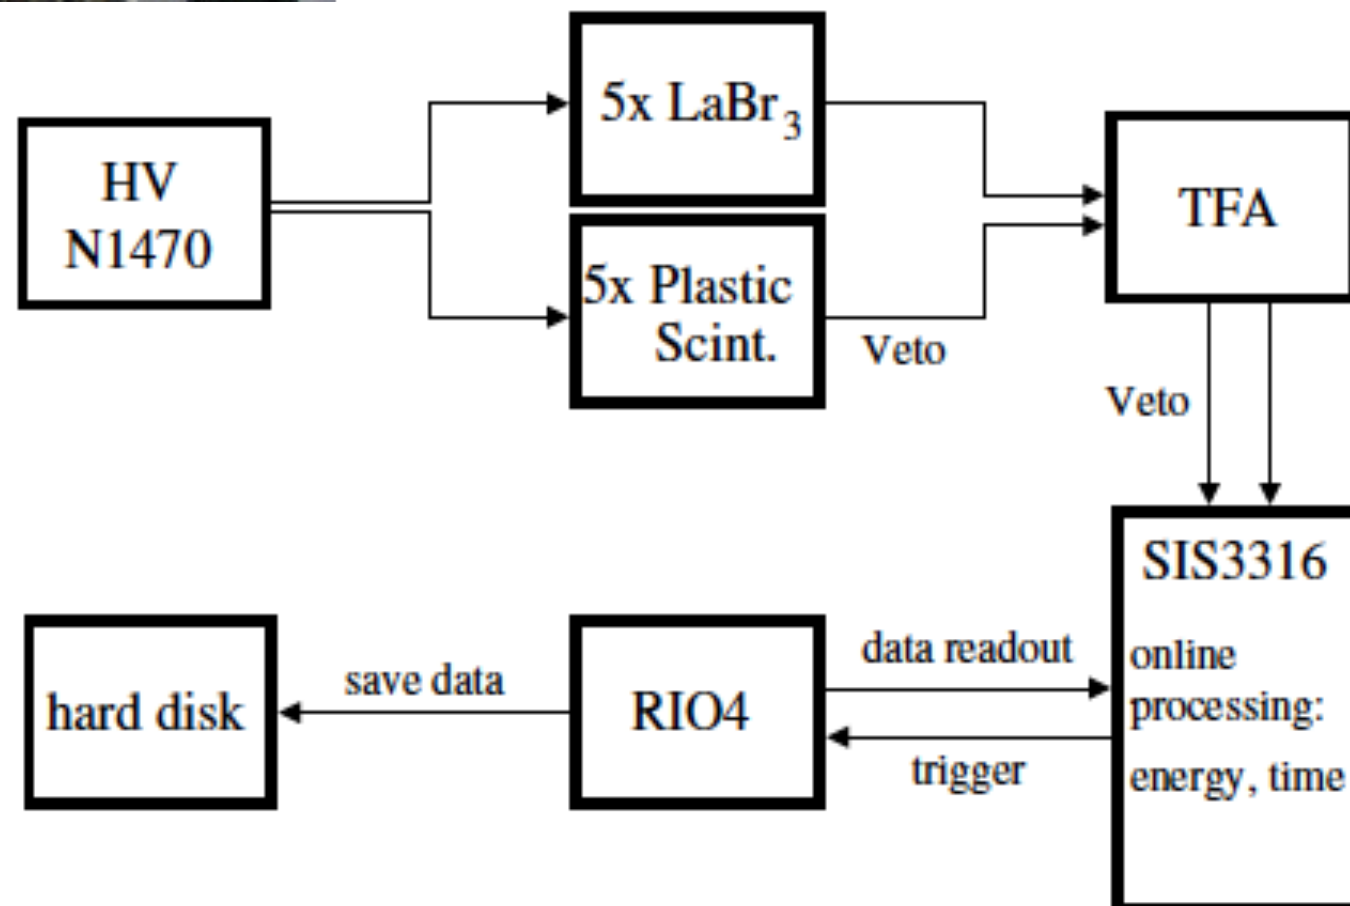 HV
N1470
5x LaBr3
5x Plastic
Scint.
Veto
TFA
Veto
SIS3316
online
processing:
energy, time
data readout
trigger
RIO4
save data
hard disk